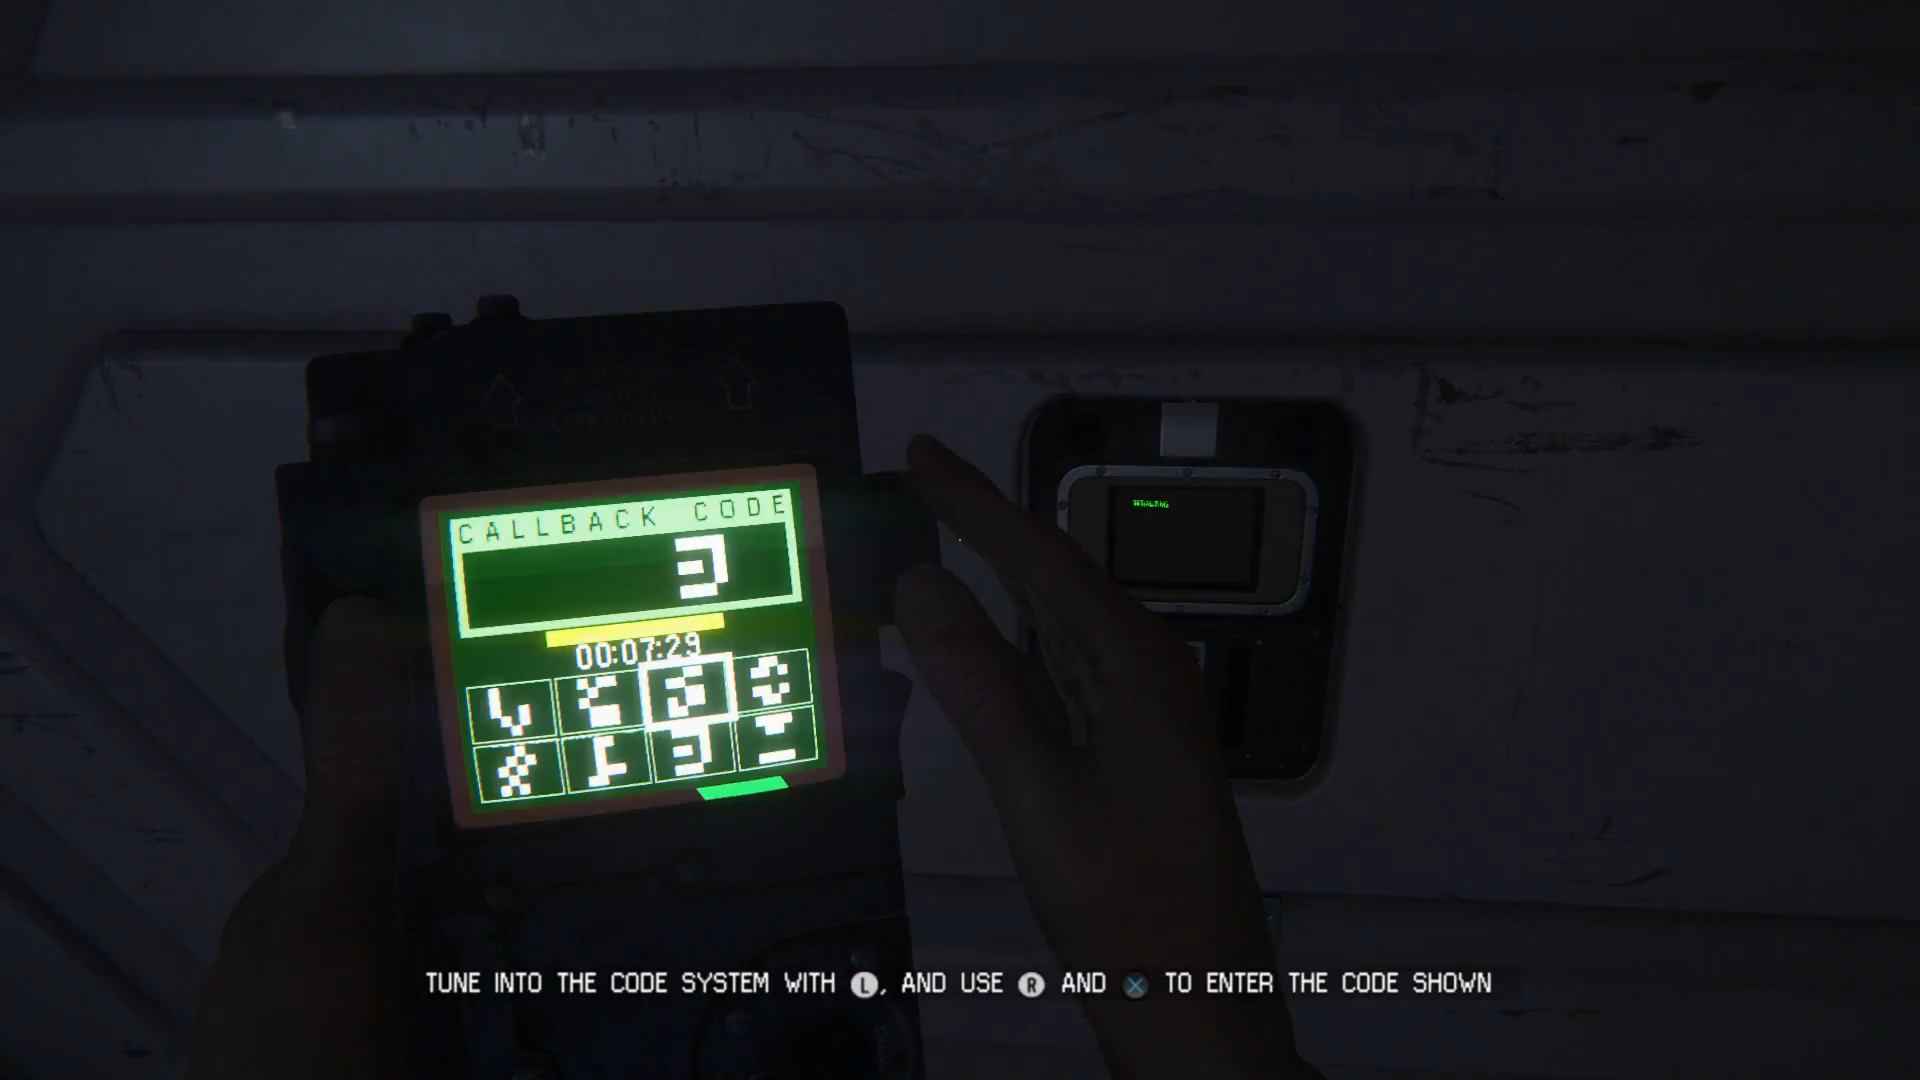 CALLBACK CODE
00:07:29
TUNE INTO THE CODE SYSTEM WITH L, AND USE R AND X TO ENTER THE CODE SHOWN